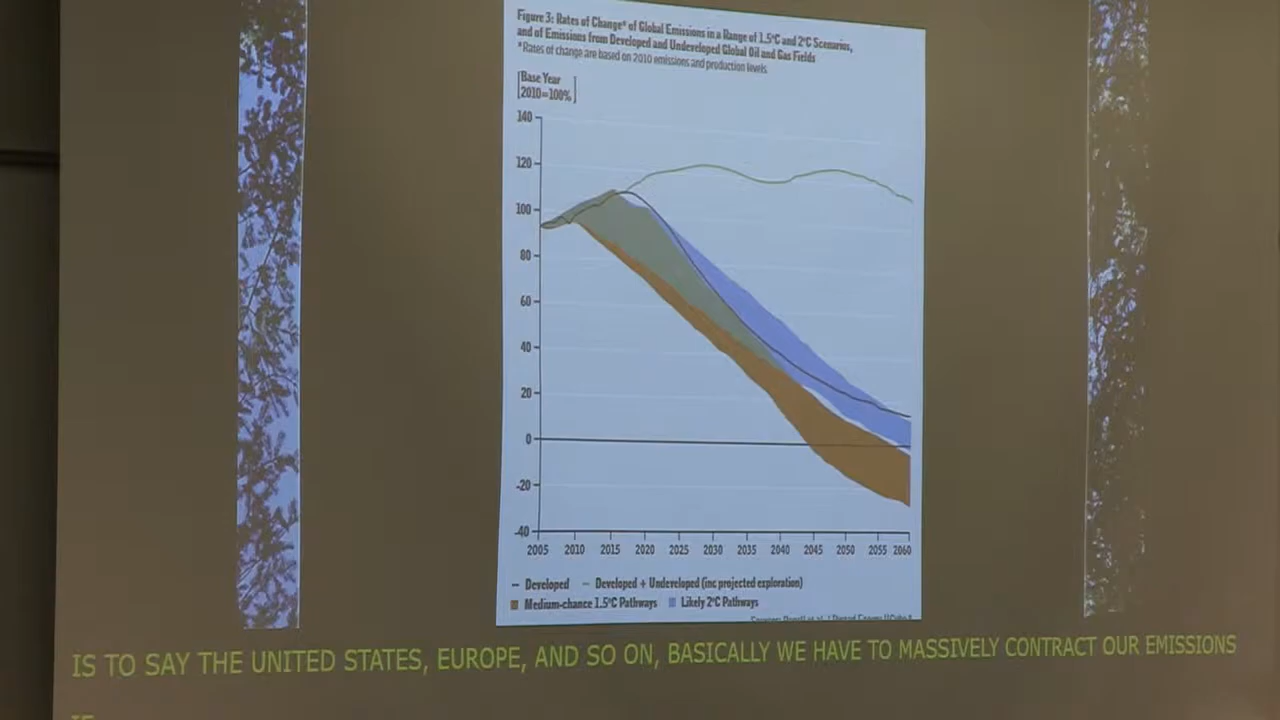 Figure 3: Rates of Change* of Global Emissions in a Range of 1.5°C and 2°C Scenarios,
and of Emissions from Developed and Undeveloped Global Oil and Gas Fields
*Rates of change are based on 2010 emissions and production levels
Base Year
2010=100%
140
120
100
80
60
40
20
0
-20
-40
2005 2010 2015 2020 2025 2030 2035 2040 2045 2050 2055 2060
Developed Developed + Undeveloped (inc projected exploration)
Medium-chance 1.5°C Pathways Likely 2°C Pathways
IS TO SAY THE UNITED STATES, EUROPE, AND SO ON, BASICALLY WE HAVE TO MASSIVELY CONTRACT OUR EMISSIONS